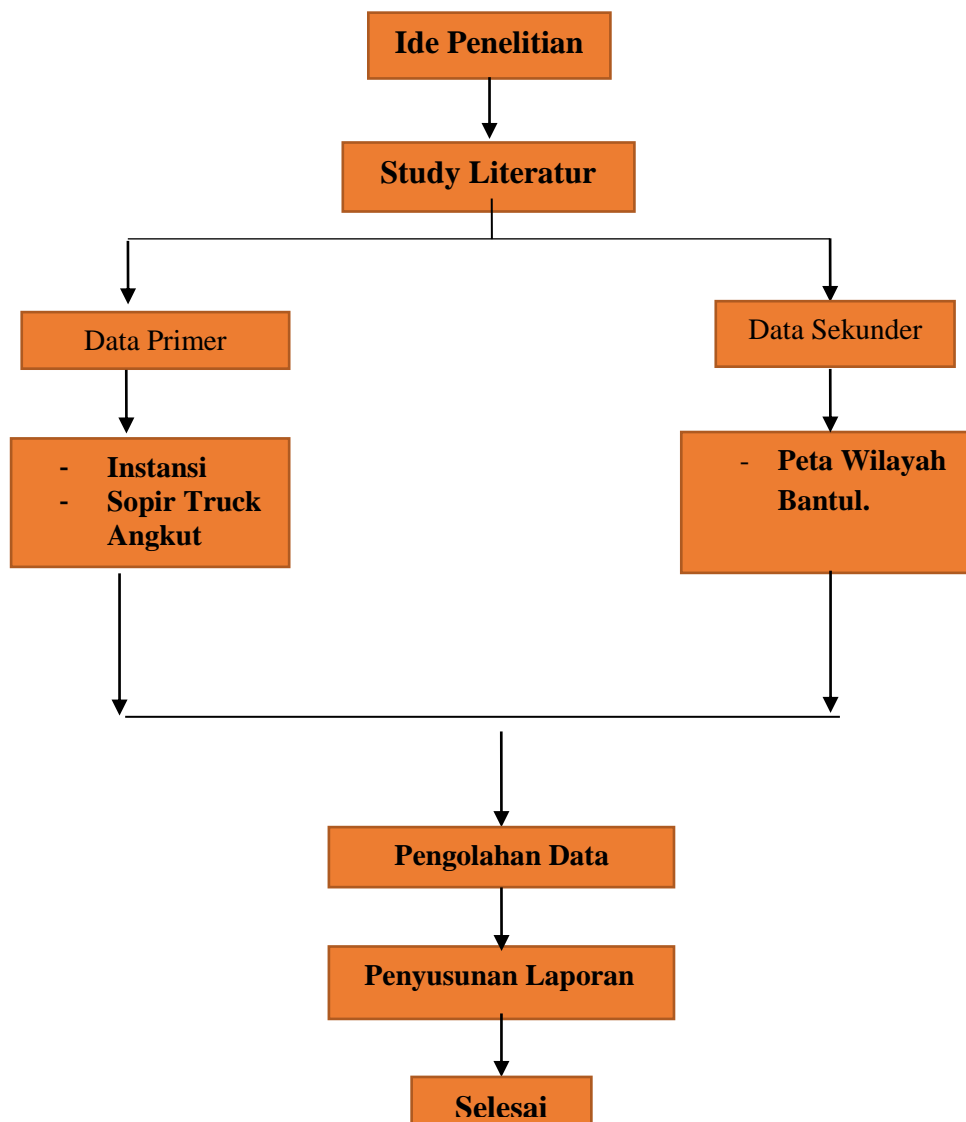 Ide Penelitian
Study Literatur
Data Primer
Data Sekunder
- Instansi
- Sopir Truck
Angkut
- Peta Wilayah
Bantul.
Pengolahan Data
Penyusunan Laporan
Selesai